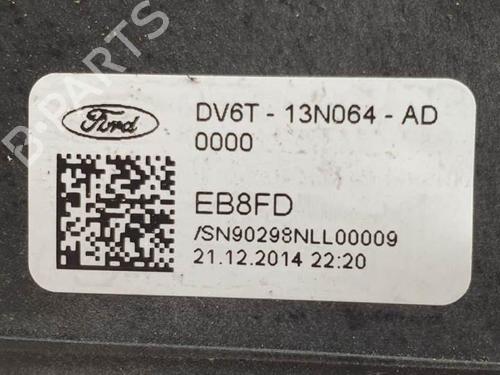 B-PARTS
Ford
DV6T - 13N064 - AD
0000
EB8FD
/SN90298NLL00009
21.12.2014 22:20